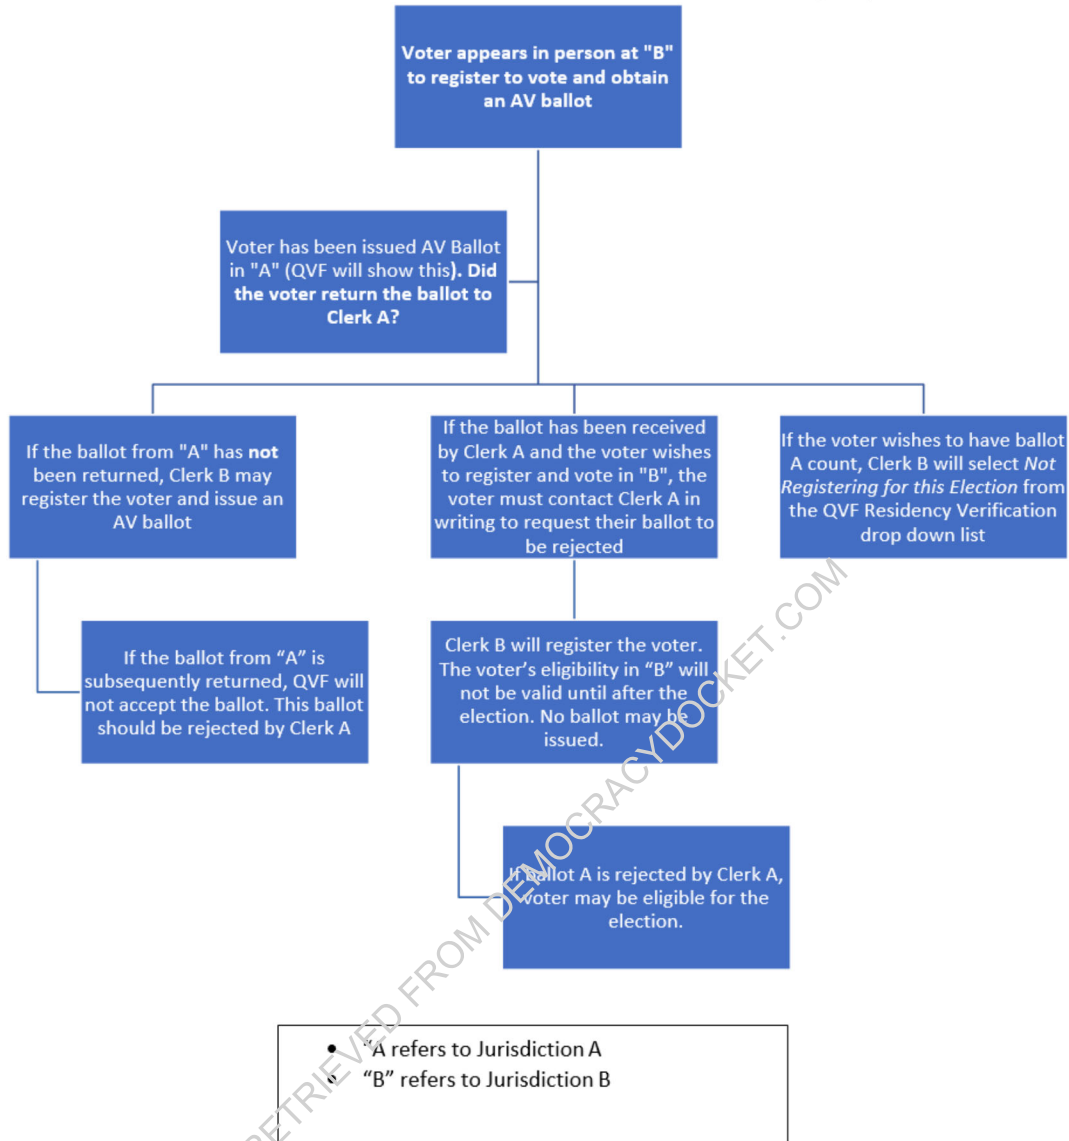 Voter appears in person at "B"
to register to vote and obtain
an AV ballot
Voter has been issued AV Ballot
in "A" (QVF will show this). Did
the voter return the ballot to
Clerk A?
If the ballot from "A" has not
been returned, Clerk B may
register the voter and issue an
AV ballot
If the ballot has been received
by Clerk A and the voter wishes
to register and vote in "B", the
voter must contact Clerk A in
writing to request their ballot to
be rejected
If the voter wishes to have ballot
A count, Clerk B will select Not
Registering for this Election from
the QVF Residency Verification
drop down list
If the ballot from “A” is
subsequently returned, QVF will
not accept the ballot. This ballot
should be rejected by Clerk A
Clerk B will register the voter.
The voter’s eligibility in “B” will
not be valid until after the
election. No ballot may be
issued.
If Ballot A is rejected by Clerk A,
voter may be eligible for the
election.
• “A refers to Jurisdiction A
• “B” refers to Jurisdiction B
RETRIEVED FROM DEMOCRACYDOCKET.COM